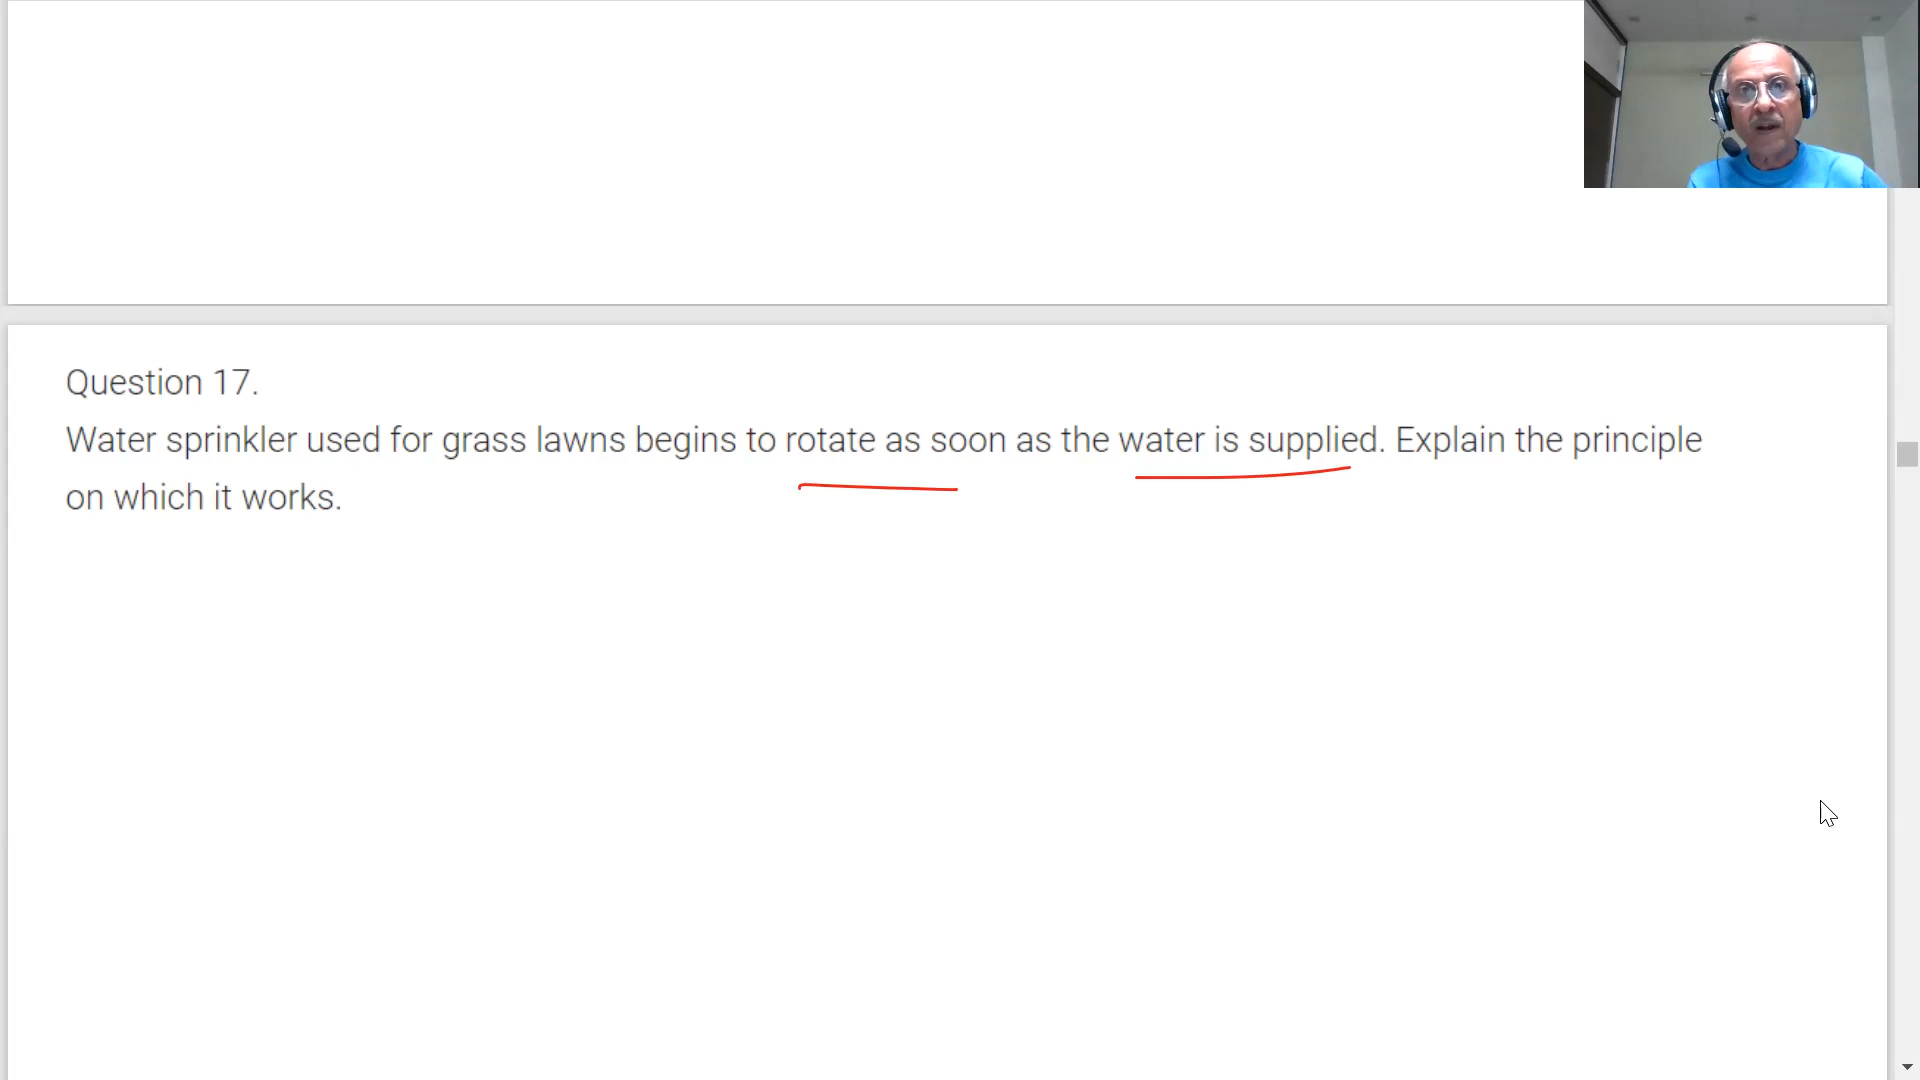 Question 17.
Water sprinkler used for grass lawns begins to rotate as soon as the water is supplied. Explain the principle
on which it works.